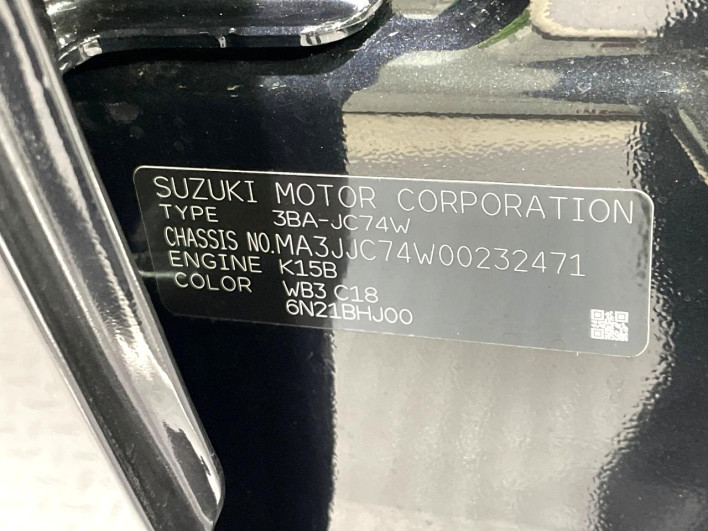 SUZUKI MOTOR CORPORATION
TYPE 3BA-JC74W
CHASSIS NO.MA3JJC74W00232471
ENGINE K15B
COLOR WB3 C18
6N21BHJ00